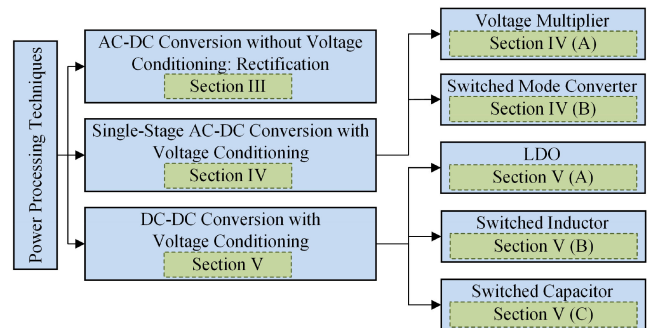 Power Processing Techniques
AC-DC Conversion without Voltage
Conditioning: Rectification
Section III
Single-Stage AC-DC Conversion with
Voltage Conditioning
Section IV
DC-DC Conversion with
Voltage Conditioning
Section V
Voltage Multiplier
Section IV (A)
Switched Mode Converter
Section IV (B)
LDO
Section V (A)
Switched Inductor
Section V (B)
Switched Capacitor
Section V (C)